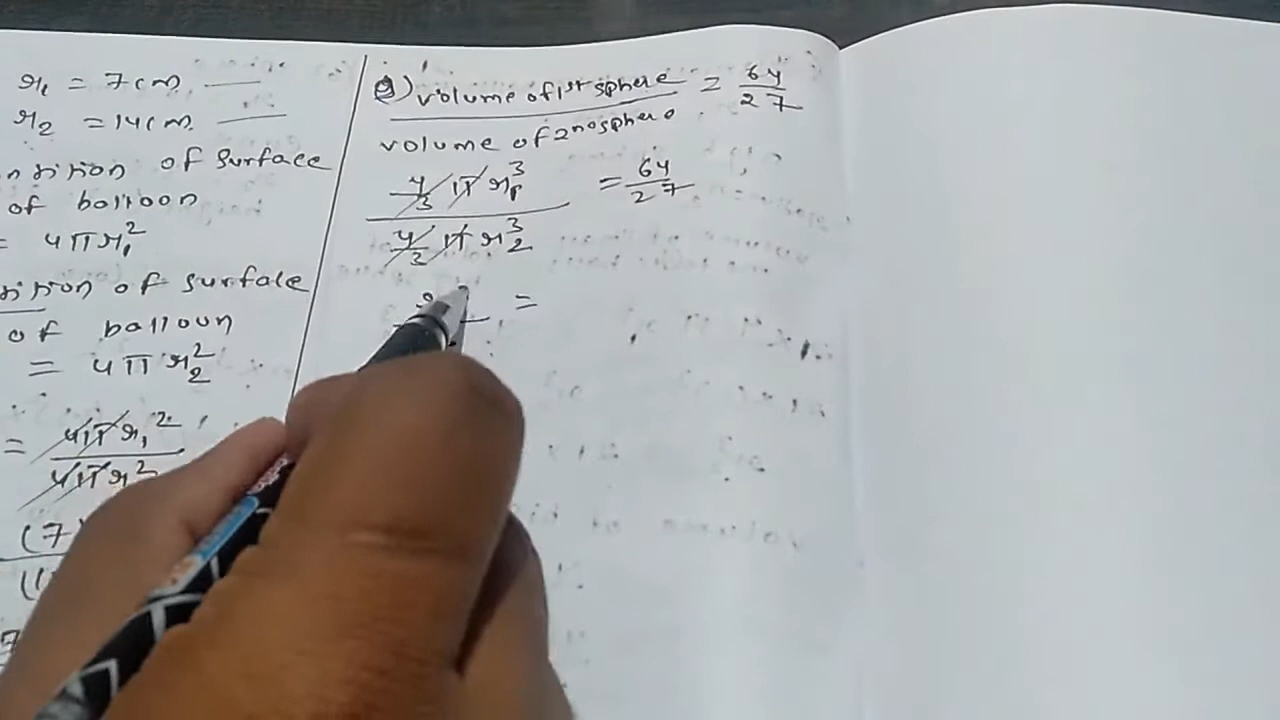 r₁ = 7cm
r₂ = 14cm
of surface
of balloon
= 4πr₁²
of surface
of balloon
= 4πr₂²
= 4πr₁²
4πr²
(7
9) volume of 1st sphere = 64
volume of 2nd sphere 27
4/3 π r₁³ = 64
4/3 π r₂³ 27
=